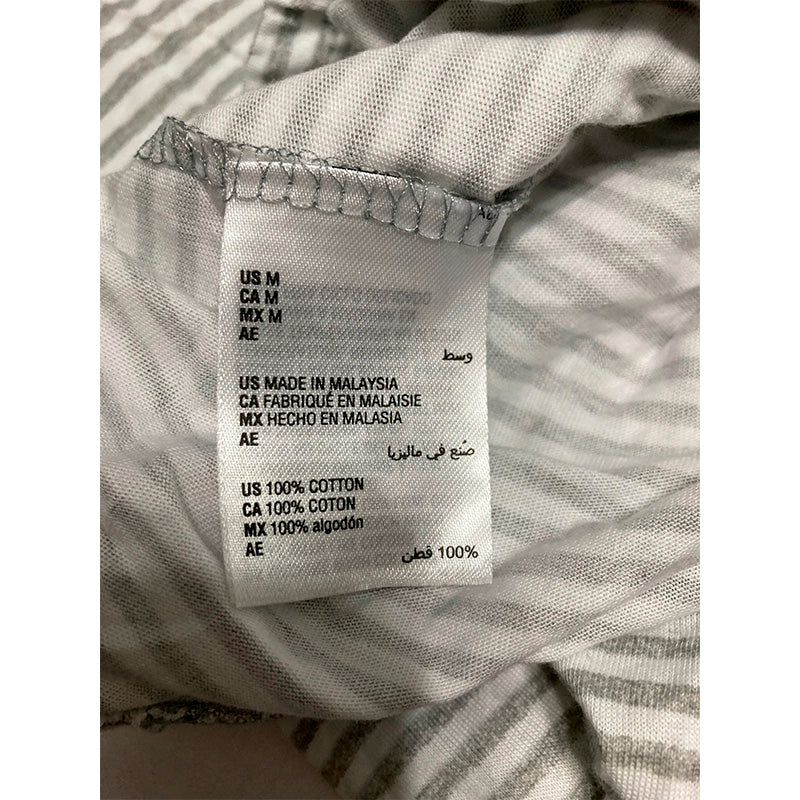 US M
CA M
MX M
AE
وسط
US MADE IN MALAYSIA
CA FABRIQUÉ EN MALAISIE
MX HECHO EN MALASIA
AE
صُنع في ماليزيا
US 100% COTTON
CA 100% COTON
MX 100% algodón
AE
100% قطن